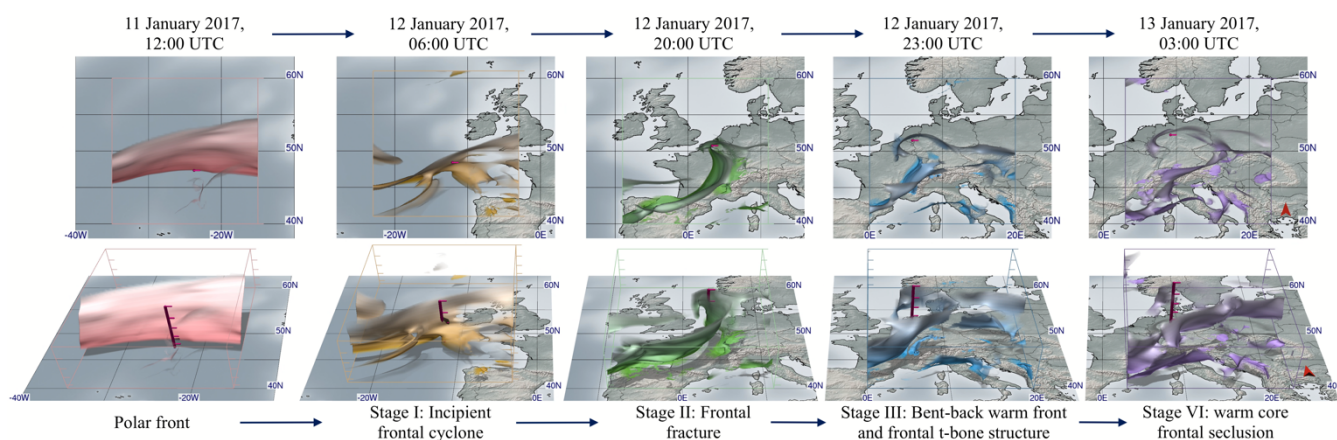 11 January 2017,
12:00 UTC
12 January 2017,
06:00 UTC
12 January 2017,
20:00 UTC
12 January 2017,
23:00 UTC
13 January 2017,
03:00 UTC
60N
50N
40N
-40W
-20W
60N
50N
40N
-20W
0E
60N
50N
40N
0E
60N
50N
40N
0E
20E
60N
50N
40N
0E
20E
60N
50N
40N
-20W
60N
50N
40N
-20W
0E
60N
50N
40N
0E
60N
50N
40N
0E
60N
50N
40N
Polar front
Stage I: Incipient
frontal cyclone
Stage II: Frontal
fracture
Stage III: Bent-back warm front
and frontal t-bone structure
Stage VI: warm core
frontal seclusion